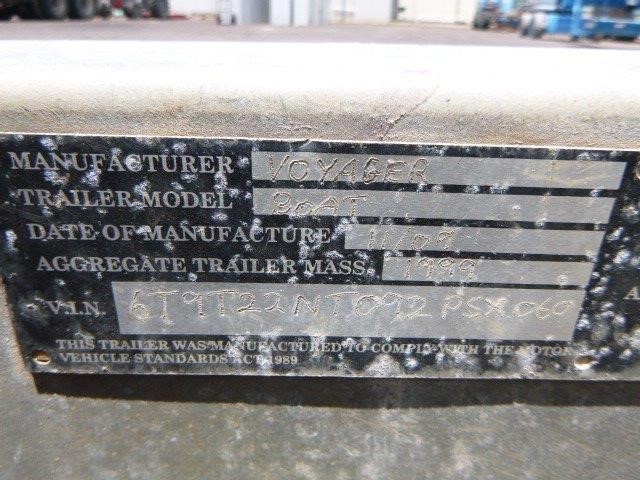 MANUFACTURER VOYAGER
TRAILER MODEL BOAT
DATE OF MANUFACTURE 11/09
AGGREGATE TRAILER MASS 1999
V.I.N. 6T9T22NT092PSX060
THIS TRAILER WAS MANUFACTURED TO COMPLY WITH THE MOTOR
VEHICLE STANDARDS ACT 1989